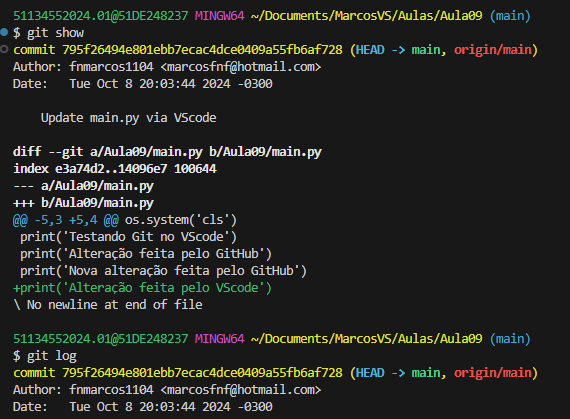 51134552024.01@51DE248237 MINGW64 ~/Documents/MarcosVS/Aulas/Aula09 (main)
$ git show
commit 795f26494e801ebb7ecac4dce0409a55fb6af728 (HEAD -> main, origin/main)
Author: fnmarcos1104 <marcosfnf@hotmail.com>
Date:   Tue Oct 8 20:03:44 2024 -0300

    Update main.py via VScode

diff --git a/Aula09/main.py b/Aula09/main.py
index e3a74d2..14096e7 100644
--- a/Aula09/main.py
+++ b/Aula09/main.py
@@ -5,3 +5,4 @@ os.system('cls')
 print('Testando Git no VScode')
 print('Alteração feita pelo GitHub')
 print('Nova alteração feita pelo GitHub')
+print('Alteração feita pelo VScode')
\ No newline at end of file

51134552024.01@51DE248237 MINGW64 ~/Documents/MarcosVS/Aulas/Aula09 (main)
$ git log
commit 795f26494e801ebb7ecac4dce0409a55fb6af728 (HEAD -> main, origin/main)
Author: fnmarcos1104 <marcosfnf@hotmail.com>
Date:   Tue Oct 8 20:03:44 2024 -0300